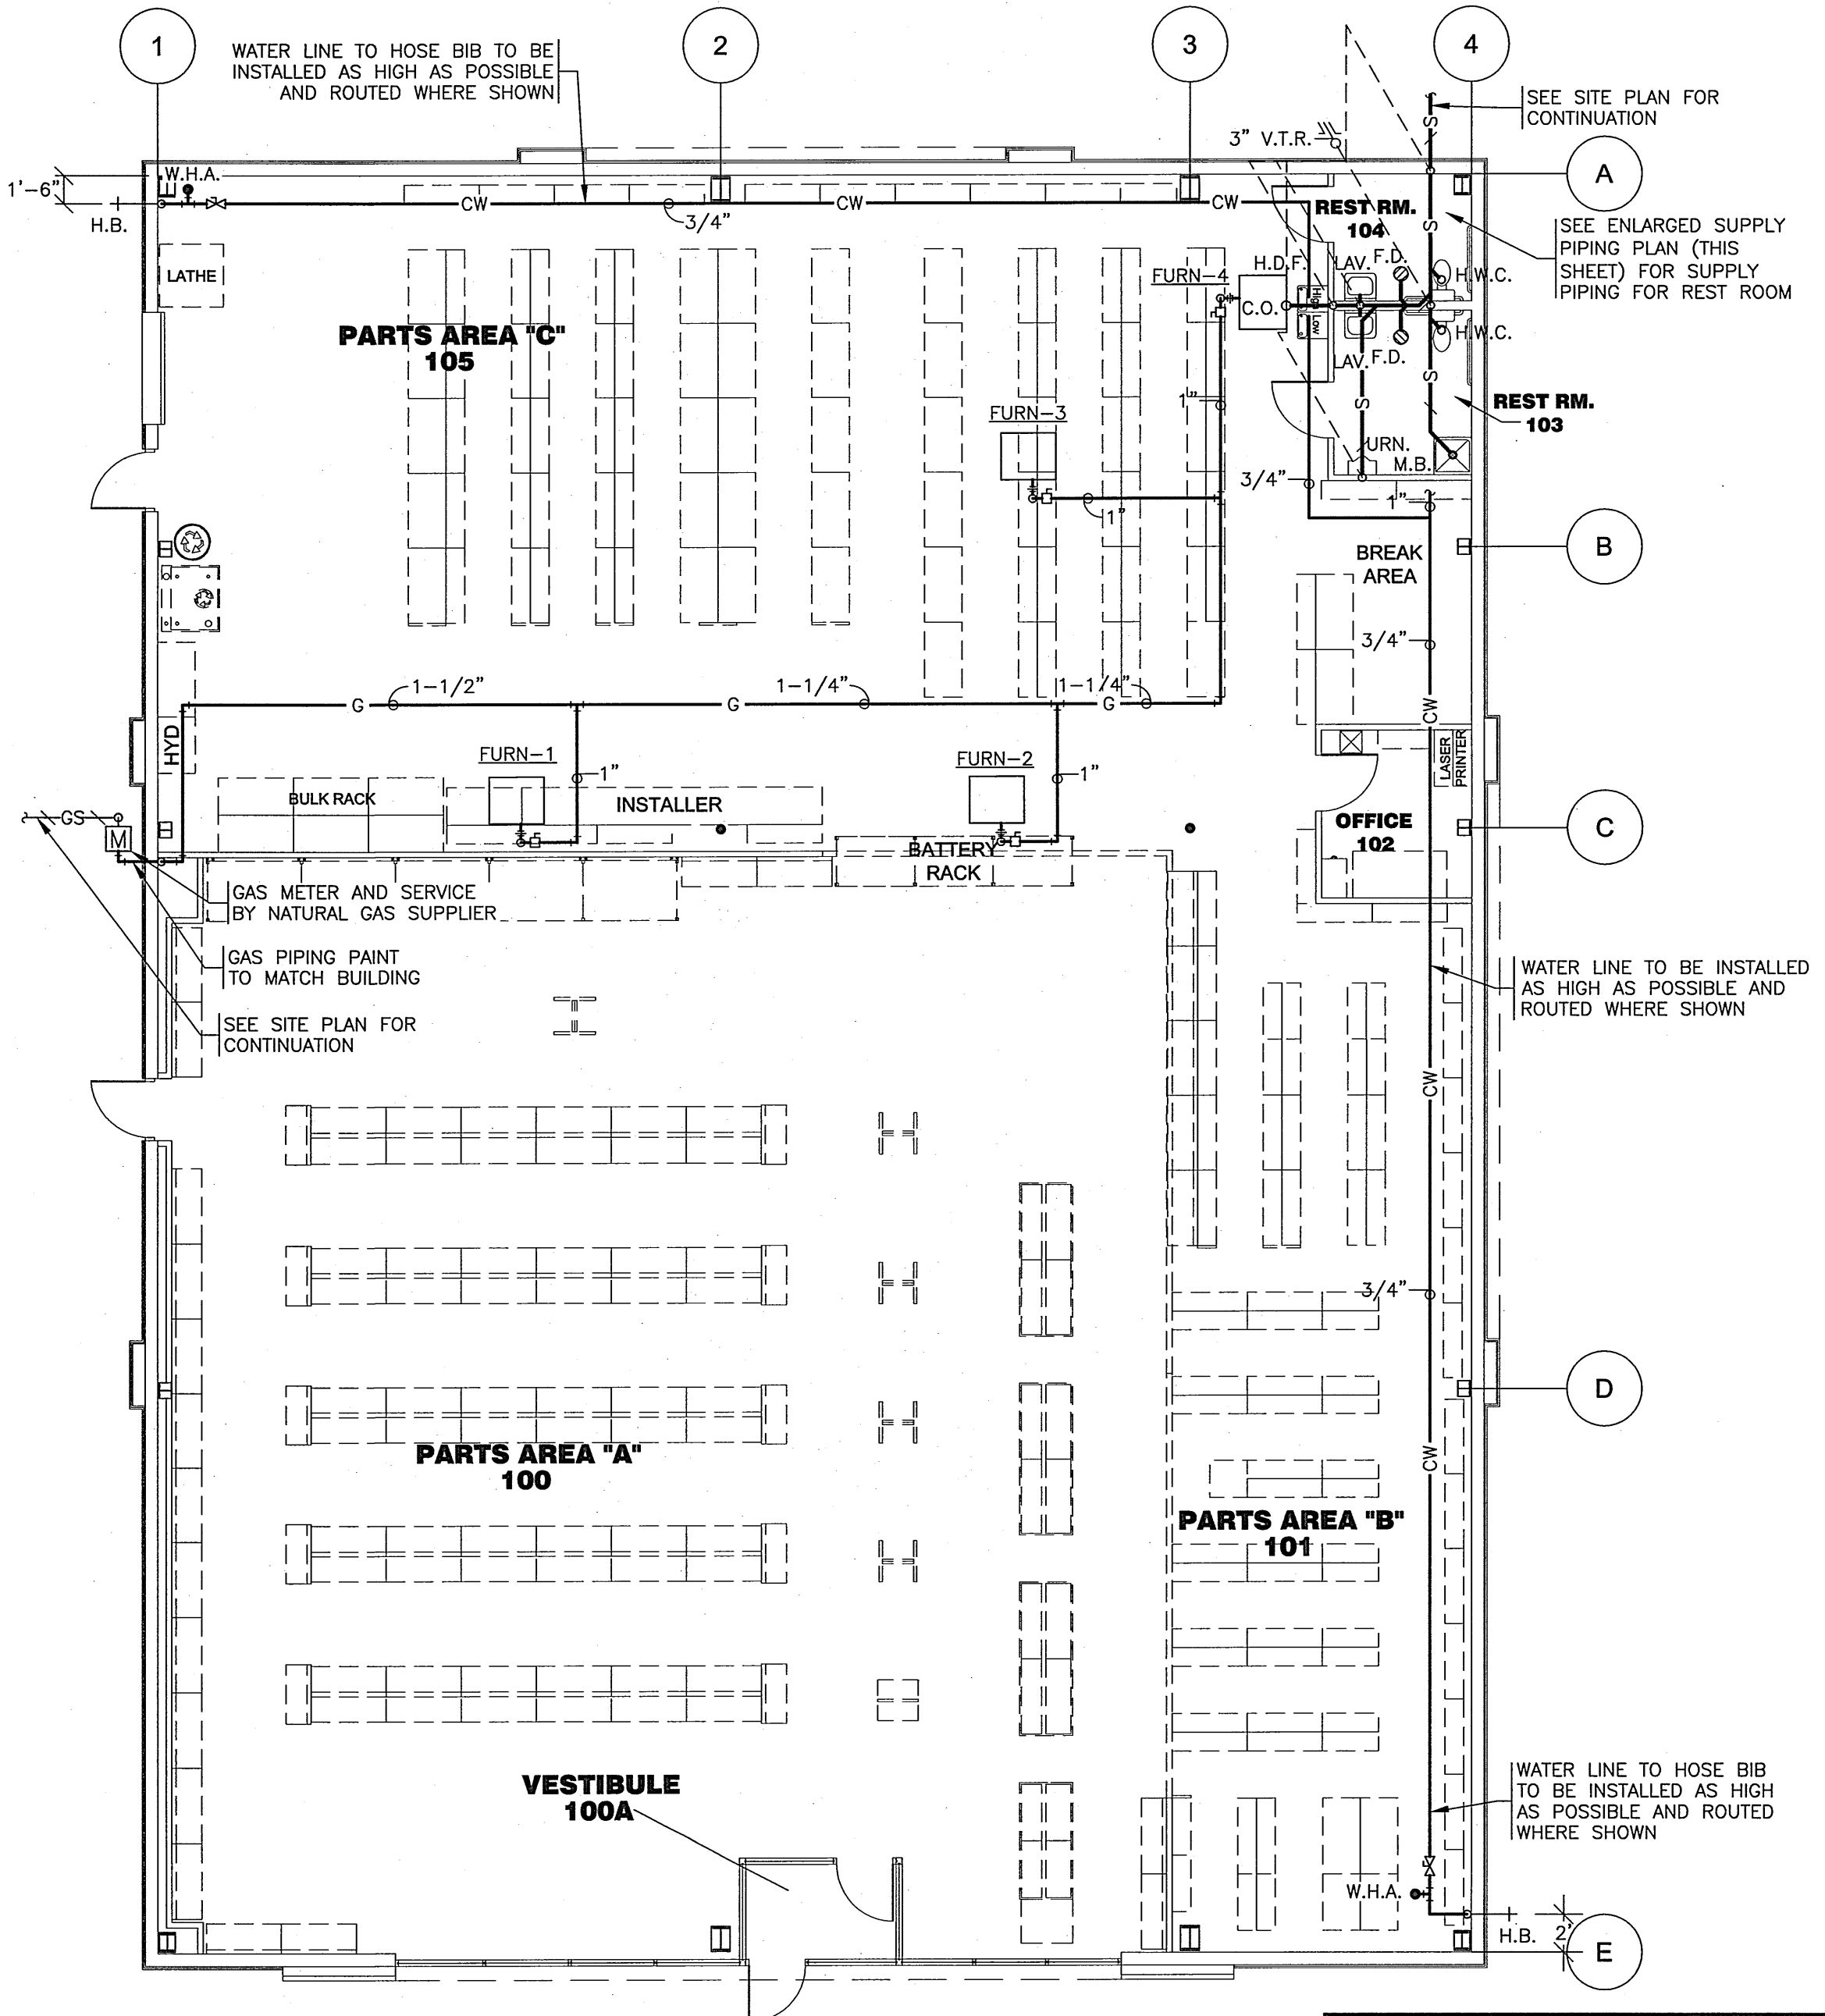 1
2
3
4
WATER LINE TO HOSE BIB TO BE
INSTALLED AS HIGH AS POSSIBLE
AND ROUTED WHERE SHOWN
SEE SITE PLAN FOR
CONTINUATION
S
3" V.T.R.
A
1'-6"
W.H.A.
H.B.
CW
CW
CW
3/4"
REST RM.
104
S
SEE ENLARGED SUPPLY
PIPING PLAN (THIS
SHEET) FOR SUPPLY
PIPING FOR REST ROOM
LATHE
FURN-4
H.D.F.
LAV.
F.D.
H.W.C.
C.O.
High
Low
H.W.C.
PARTS AREA "C"
105
LAV.
F.D.
S
S
1"
FURN-3
REST RM.
103
URN.
M.B.
3/4"
1"
1"
B
BREAK
AREA
3/4"
1-1/2"
1-1/4"
1-1/4"
G
G
G
CW
HYD
FURN-1
1"
FURN-2
1"
LASER
PRINTER
BULK RACK
INSTALLER
GS
M
OFFICE
102
C
BATTERY
RACK
GAS METER AND SERVICE
BY NATURAL GAS SUPPLIER
GAS PIPING PAINT
TO MATCH BUILDING
SEE SITE PLAN FOR
CONTINUATION
WATER LINE TO BE INSTALLED
AS HIGH AS POSSIBLE AND
ROUTED WHERE SHOWN
CW
3/4"
D
PARTS AREA "A"
100
CW
PARTS AREA "B"
101
VESTIBULE
100A
WATER LINE TO HOSE BIB
TO BE INSTALLED AS HIGH
AS POSSIBLE AND ROUTED
WHERE SHOWN
W.H.A.
H.B.
2'
E